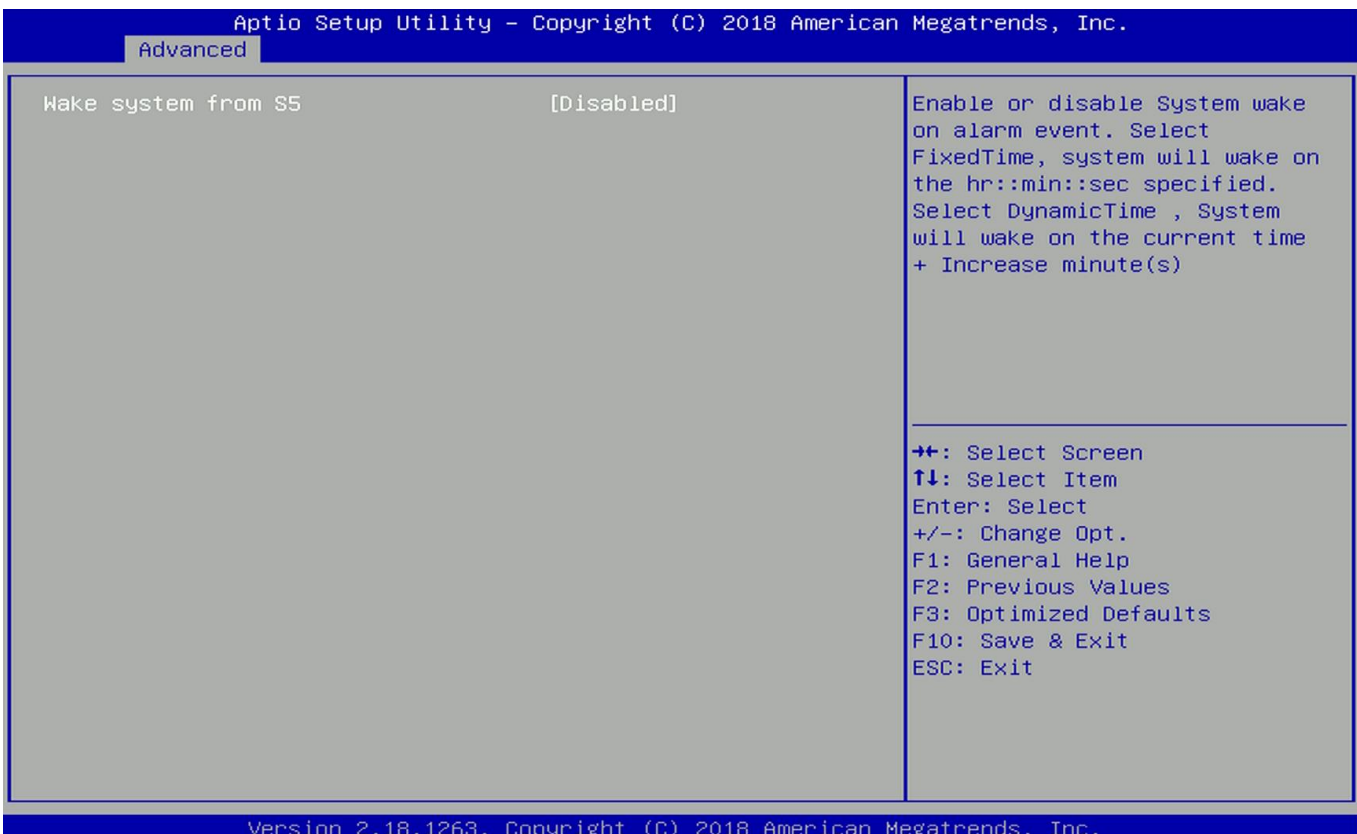 Aptio Setup Utility – Copyright (C) 2018 American Megatrends, Inc.
Advanced
Wake system from S5 [Disabled]
Enable or disable System wake
on alarm event. Select
FixedTime, system will wake on
the hr::min::sec specified.
Select DynamicTime , System
will wake on the current time
+ Increase minute(s)
→←: Select Screen
↑↓: Select Item
Enter: Select
+/-: Change Opt.
F1: General Help
F2: Previous Values
F3: Optimized Defaults
F10: Save & Exit
ESC: Exit
Version 2.18.1263. Copyright (C) 2018 American Megatrends, Inc.